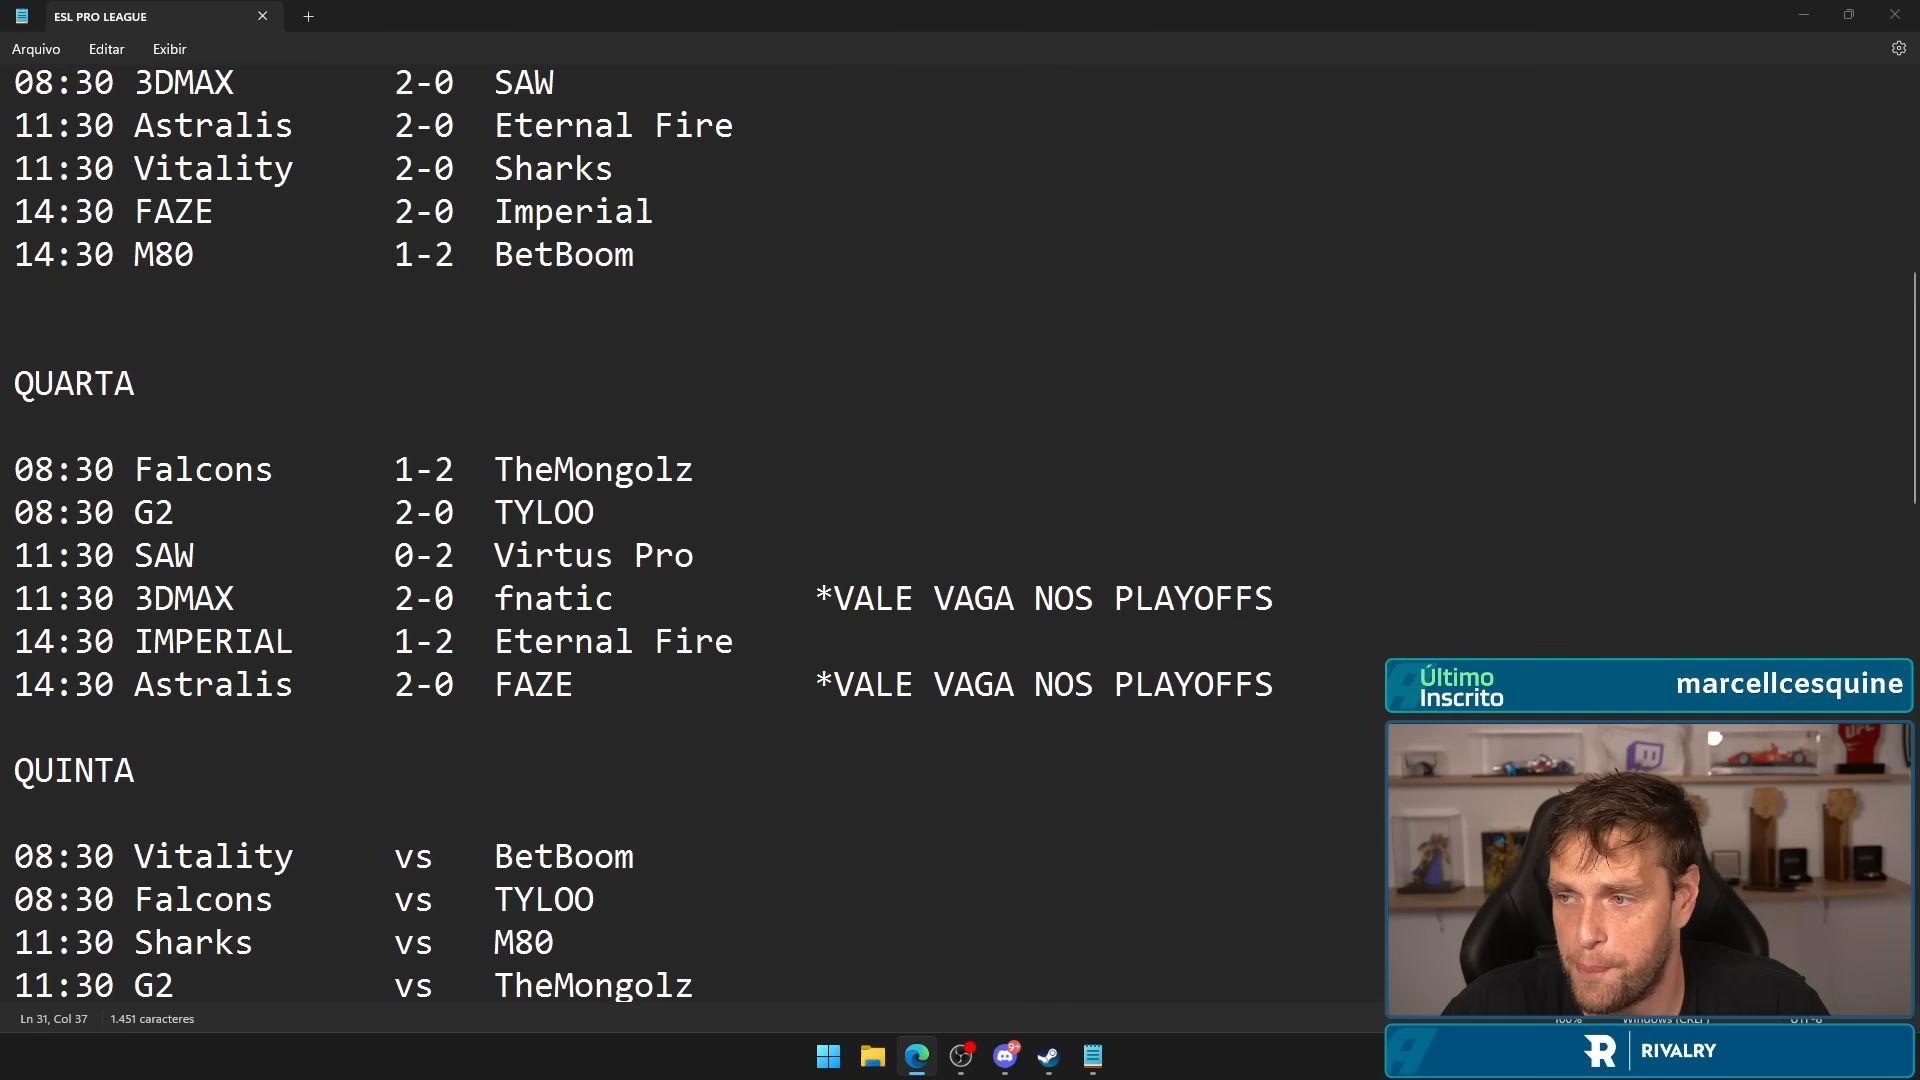 ESL PRO LEAGUE
Arquivo Editar Exibir
08:30 3DMAX 2-0 SAW
11:30 Astralis 2-0 Eternal Fire
11:30 Vitality 2-0 Sharks
14:30 FAZE 2-0 Imperial
14:30 M80 1-2 BetBoom
QUARTA
08:30 Falcons 1-2 TheMongolz
08:30 G2 2-0 TYLOO
11:30 SAW 0-2 Virtus Pro
11:30 3DMAX 2-0 fnatic *VALE VAGA NOS PLAYOFFS
14:30 IMPERIAL 1-2 Eternal Fire
14:30 Astralis 2-0 FAZE *VALE VAGA NOS PLAYOFFS
QUINTA
08:30 Vitality vs BetBoom
08:30 Falcons vs TYLOO
11:30 Sharks vs M80
11:30 G2 vs TheMongolz
Último
Inscrito
marcellcesquine
UFC
Ln 31, Col 37 1.451 caracteres
9+
R RIVALRY